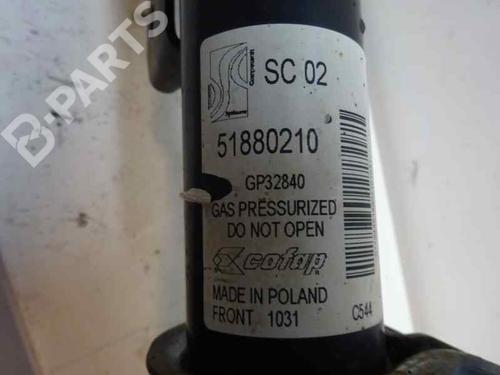 B-PARTS
SC 02
51880210
GP32840
GAS PRESSURIZED
DO NOT OPEN
cofap
MADE IN POLAND
FRONT 1031
C544